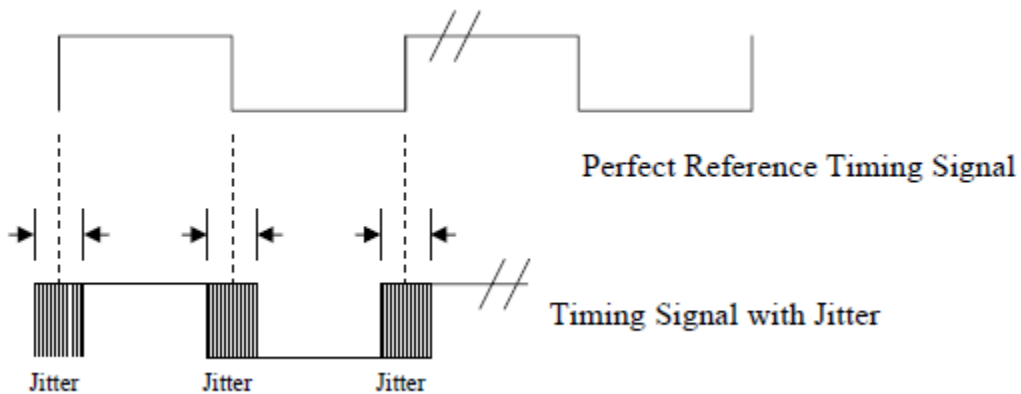 Perfect Reference Timing Signal
Timing Signal with Jitter
Jitter
Jitter
Jitter